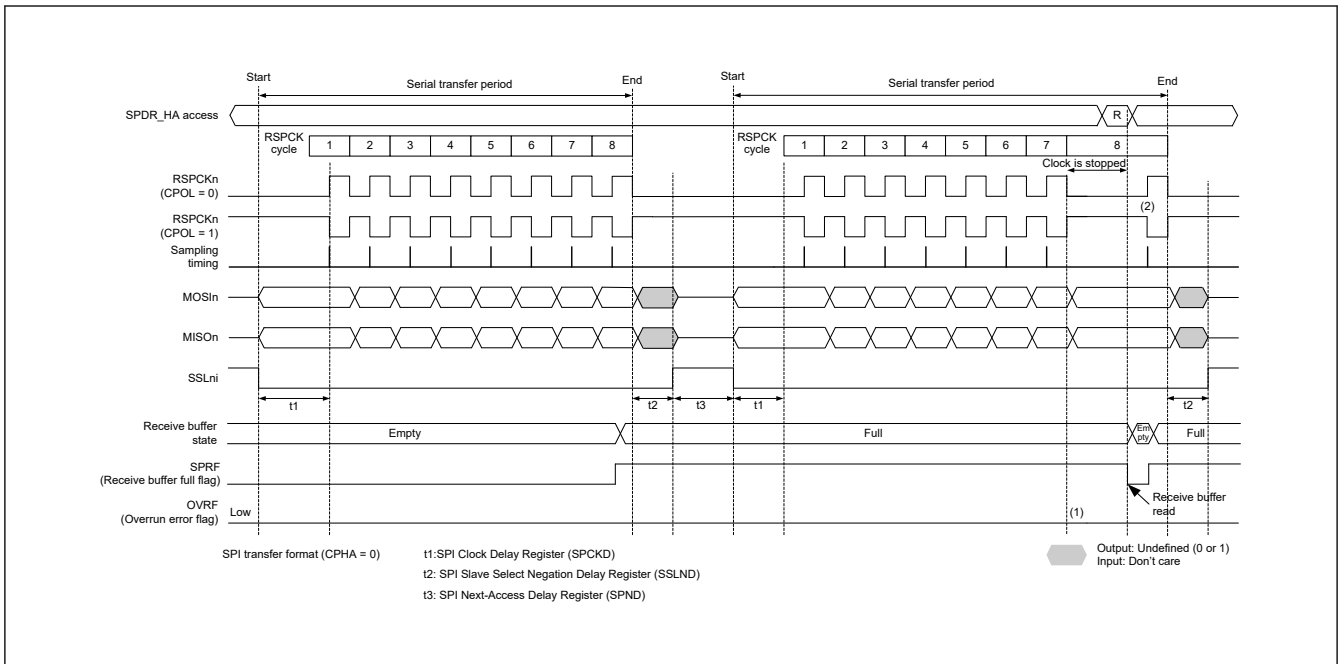 Start
Serial transfer period
End
Start
Serial transfer period
End
SPDR_HA access
R
RSPCK
cycle
1 2 3 4 5 6 7 8
RSPCK
cycle
1 2 3 4 5 6 7 8
Clock is stopped
RSPCKn
(CPOL = 0)
(2)
RSPCKn
(CPOL = 1)
Sampling
timing
MOSIn
MISOn
SSLni
t1
t2
t3
t1
t2
Receive buffer
state
Empty
Full
Em
pty
Full
SPRF
(Receive buffer full flag)
Receive buffer
read
OVRF
(Overrun error flag)
Low
(1)
SPI transfer format (CPHA = 0)
t1:SPI Clock Delay Register (SPCKD)
t2: SPI Slave Select Negation Delay Register (SSLND)
t3: SPI Next-Access Delay Register (SPND)
Output: Undefined (0 or 1)
Input: Don't care